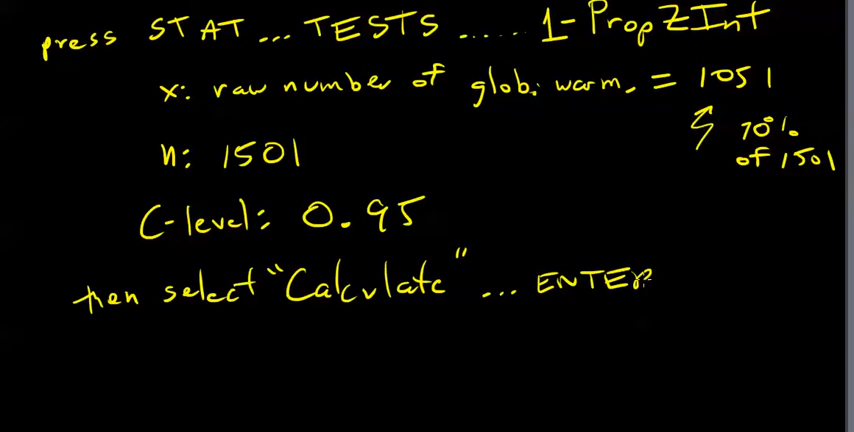 press STAT ... TESTS ..... 1-PropZInt
x: raw number of glob. warm. = 1051
70%
of 1501
n: 1501
C-level: 0.95
then select "Calculate" ... ENTER